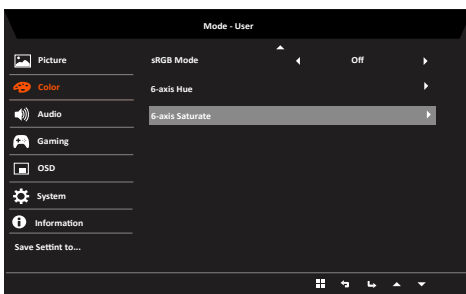 Mode - User
Picture
sRGB Mode Off
Color
6-axis Hue
Audio
6-axis Saturate
Gaming
OSD
System
Information
Save Settint to...